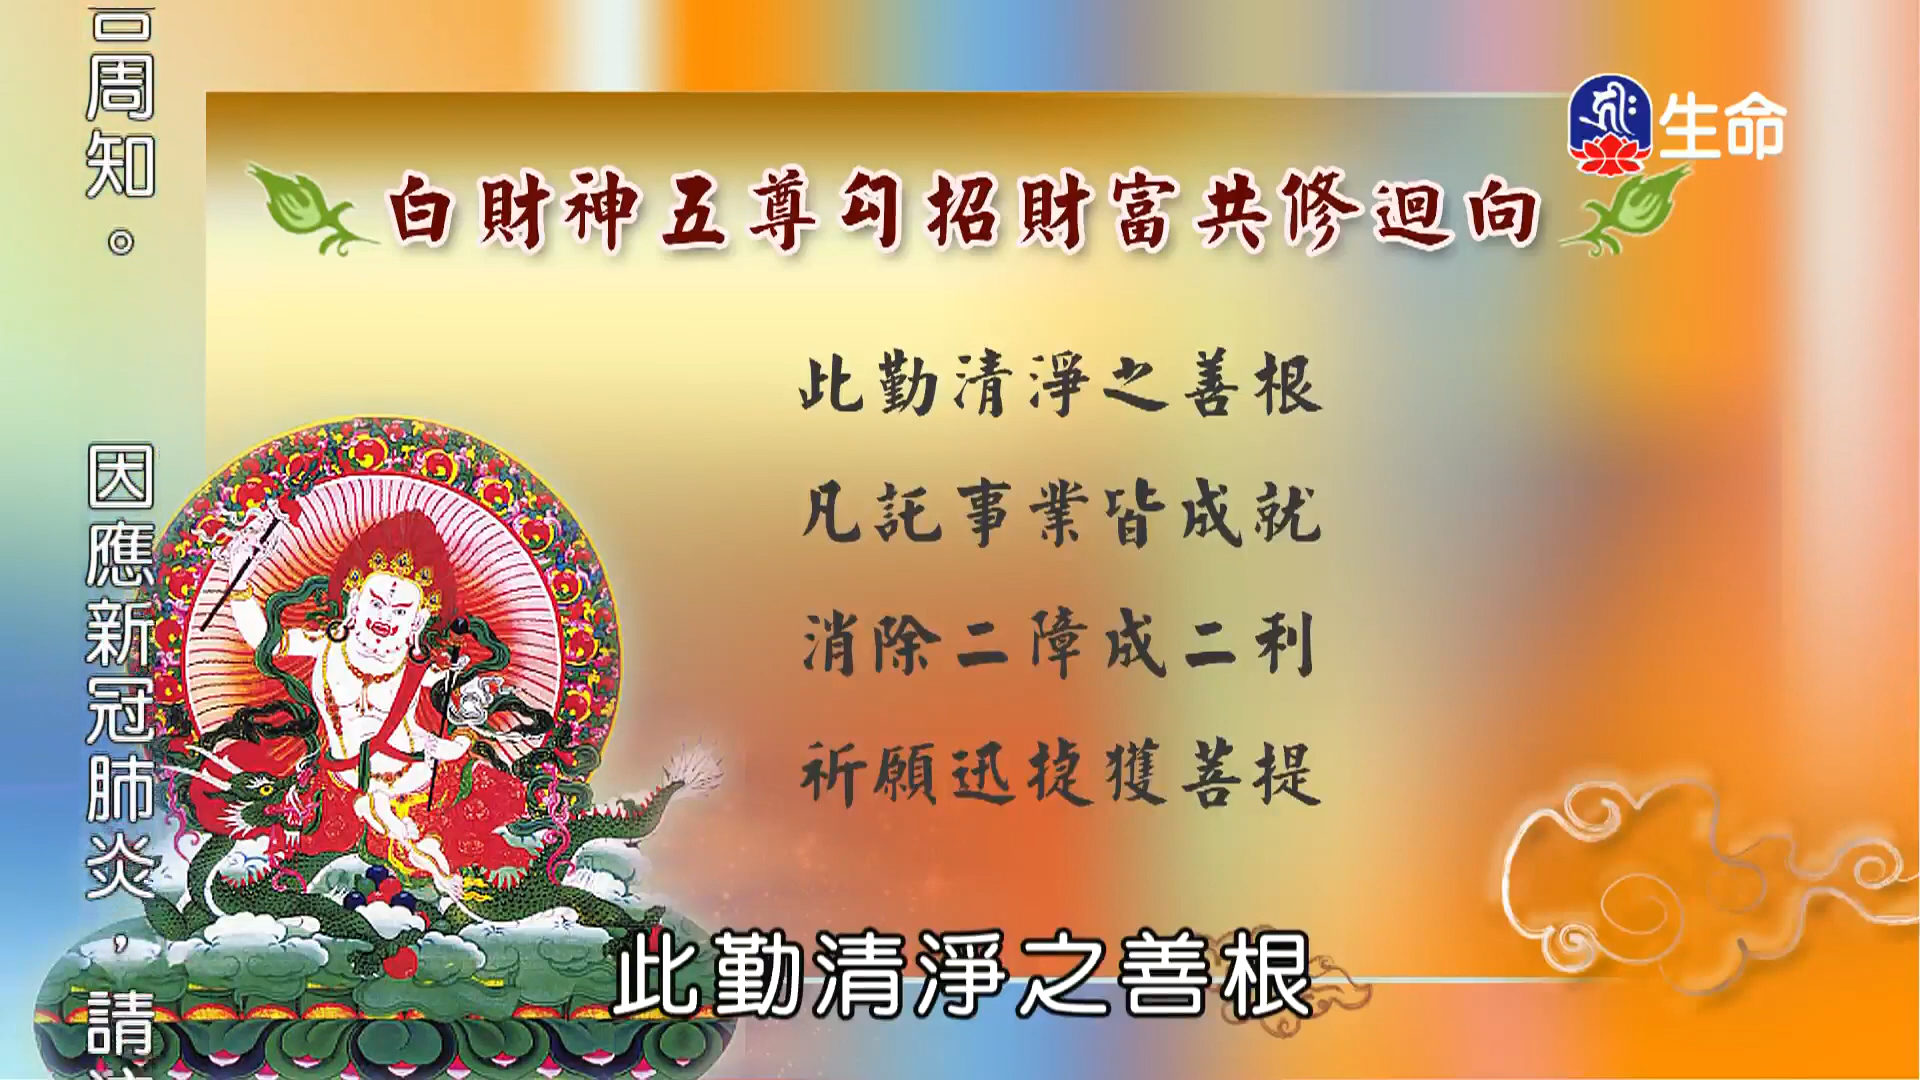 生命
白財神五尊勾招財富共修迴向
此勤清淨之善根
凡託事業皆成就
消除二障成二利
祈願迅捷獲菩提
此勤清淨之善根
周知。 因應新冠肺炎，請